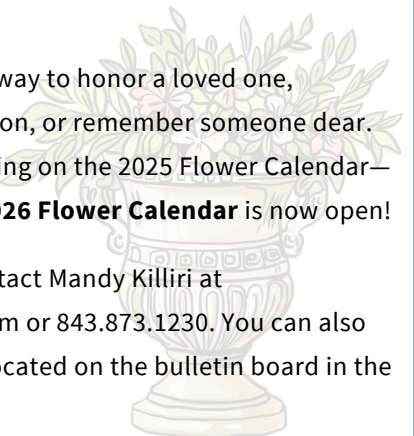 way to honor a loved one,
on, or remember someone dear.
ing on the 2025 Flower Calendar—
26 Flower Calendar is now open!
tact Mandy Killiri at
m or 843.873.1230. You can also
ocated on the bulletin board in the